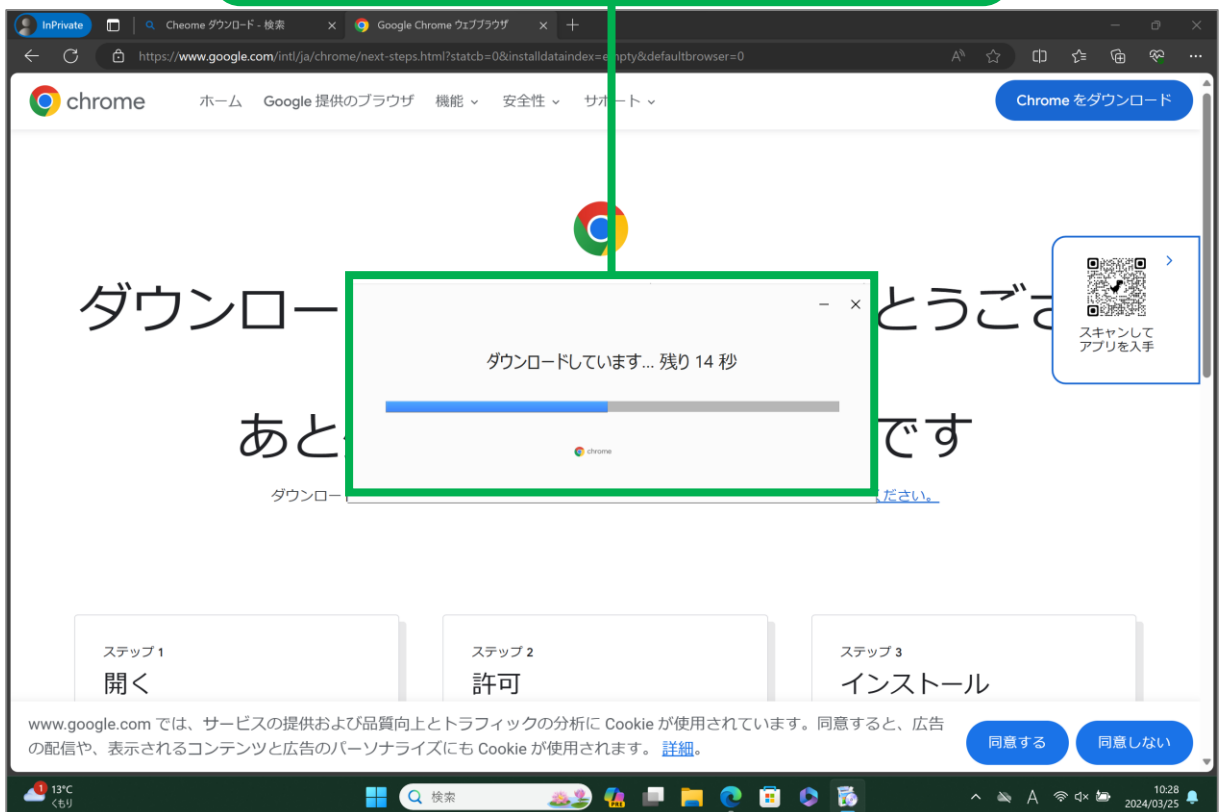 InPrivate
Cheome ダウンロード - 検索
Google Chrome ウェブブラウザ
https://www.google.com/intl/ja/chrome/next-steps.html?statcb=0&installdataindex=empty&defaultbrowser=0
chrome
ホーム Google 提供のブラウザ 機能 安全性 サポート
Chrome をダウンロード
ダウンロー
とうござ
スキャンして
アプリを入手
ダウンロードしています... 残り 14 秒
chrome
あと
です
ダウンロード
ください。
ステップ 1
開く
ステップ 2
許可
ステップ 3
インストール
www.google.com では、サービスの提供および品質向上とトラフィックの分析に Cookie が使用されています。同意すると、広告
の配信や、表示されるコンテンツと広告のパーソナライズにも Cookie が使用されます。 詳細。
同意する
同意しない
1
13°C
くもり
検索
PRE
A
10:28
2024/03/25